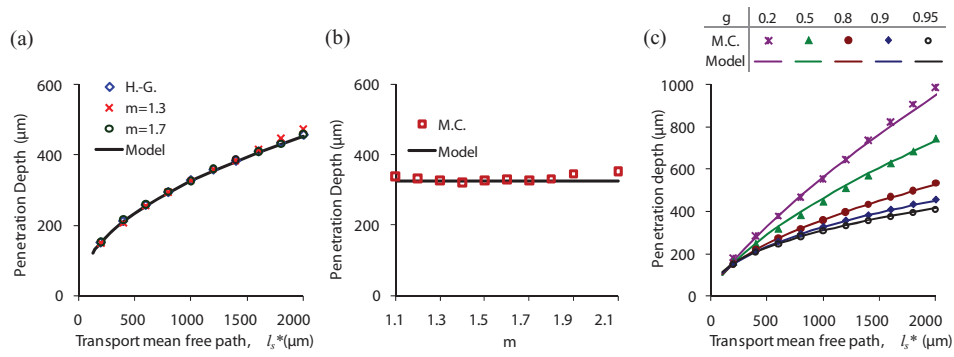 (a)
Penetration Depth (μm)
600
400
200
0
H.-G.
m=1.3
m=1.7
Model
0 500 1000 1500 2000
Transport mean free path, ls*(μm)
(b)
Penetration Depth (μm)
600
400
200
0
M.C.
Model
1.1 1.3 1.5 1.7 1.9 2.1
m
(c)
g 0.2 0.5 0.8 0.9 0.95
M.C.
Model
Penetration depth (μm)
1000
800
600
400
200
0
0 500 1000 1500 2000
Transport mean free path, ls*(μm)